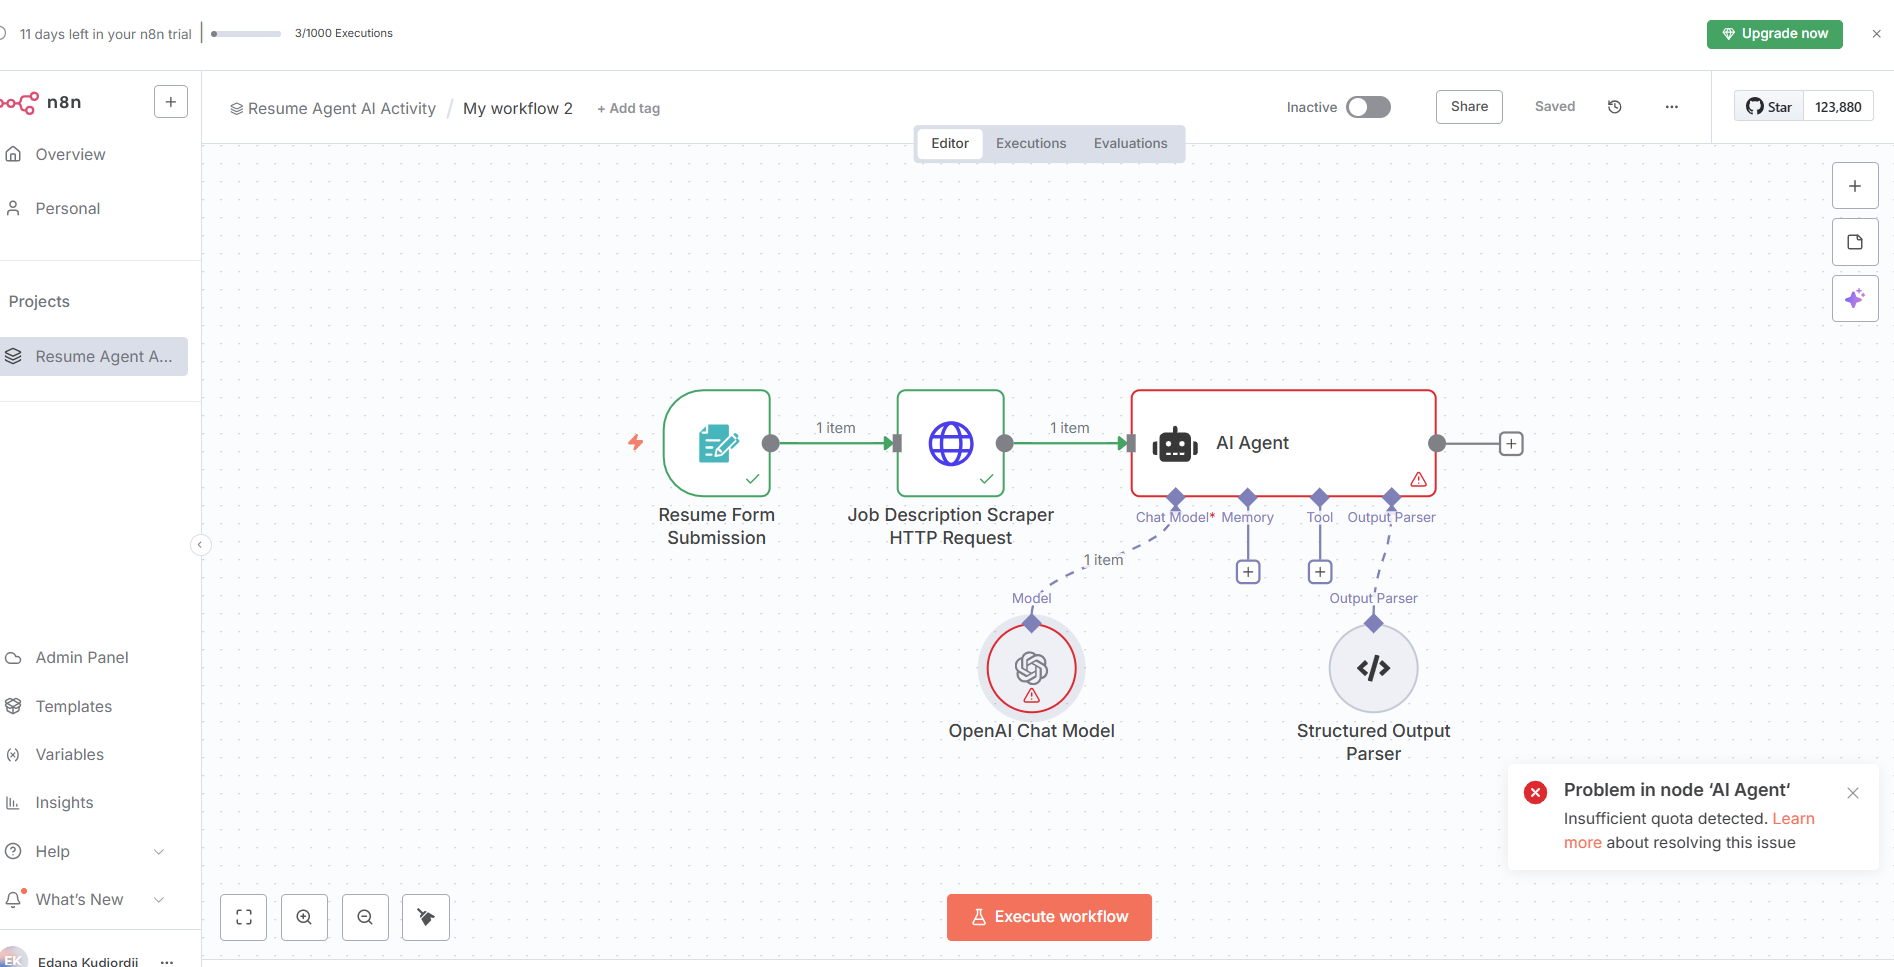 11 days left in your n8n trial
3/1000 Executions
Upgrade now
n8n
Resume Agent AI Activity / My workflow 2 + Add tag
Inactive
Share
Saved
Star 123,880
Editor Executions Evaluations
Overview
Personal
Projects
Resume Agent A...
Admin Panel
Templates
Variables
Insights
Help
What's New
EK Edana Kudjordji
1 item
1 item
AI Agent
Resume Form
Submission
Job Description Scraper
HTTP Request
Chat Model* Memory Tool Output Parser
1 item
Model
Output Parser
OpenAI Chat Model
Structured Output
Parser
Problem in node ‘AI Agent‘
Insufficient quota detected. Learn
more about resolving this issue
Execute workflow